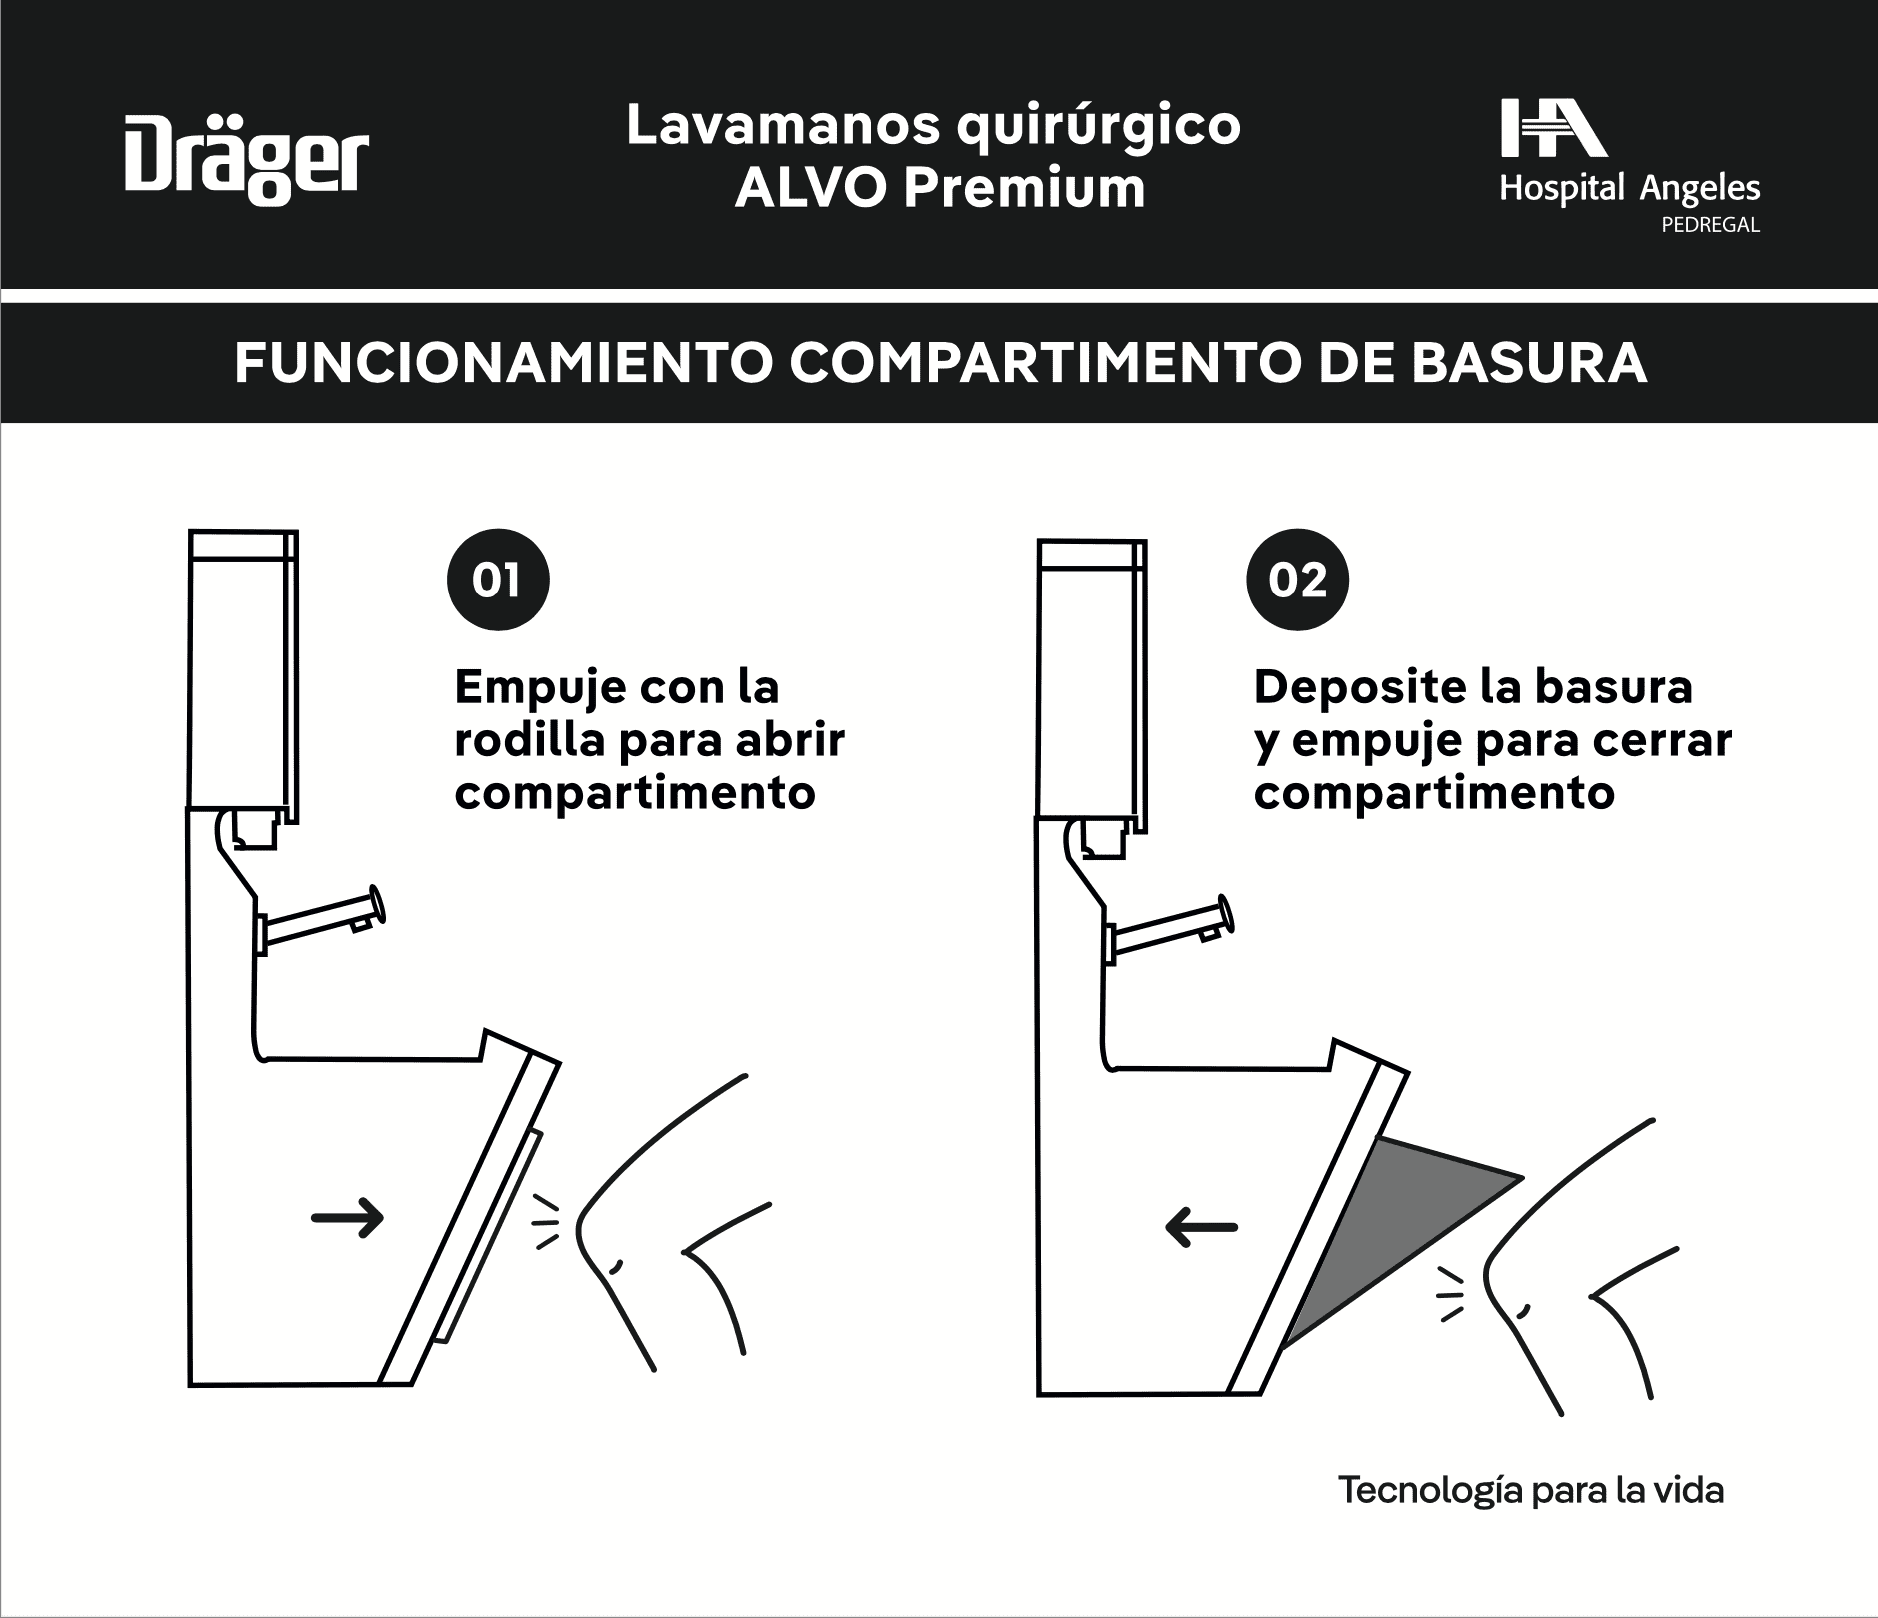 Dräger
Lavamanos quirúrgico
ALVO Premium
HA
Hospital Angeles
PEDREGAL
FUNCIONAMIENTO COMPARTIMENTO DE BASURA
01
Empuje con la
rodilla para abrir
compartimento
02
Deposite la basura
y empuje para cerrar
compartimento
Tecnología para la vida